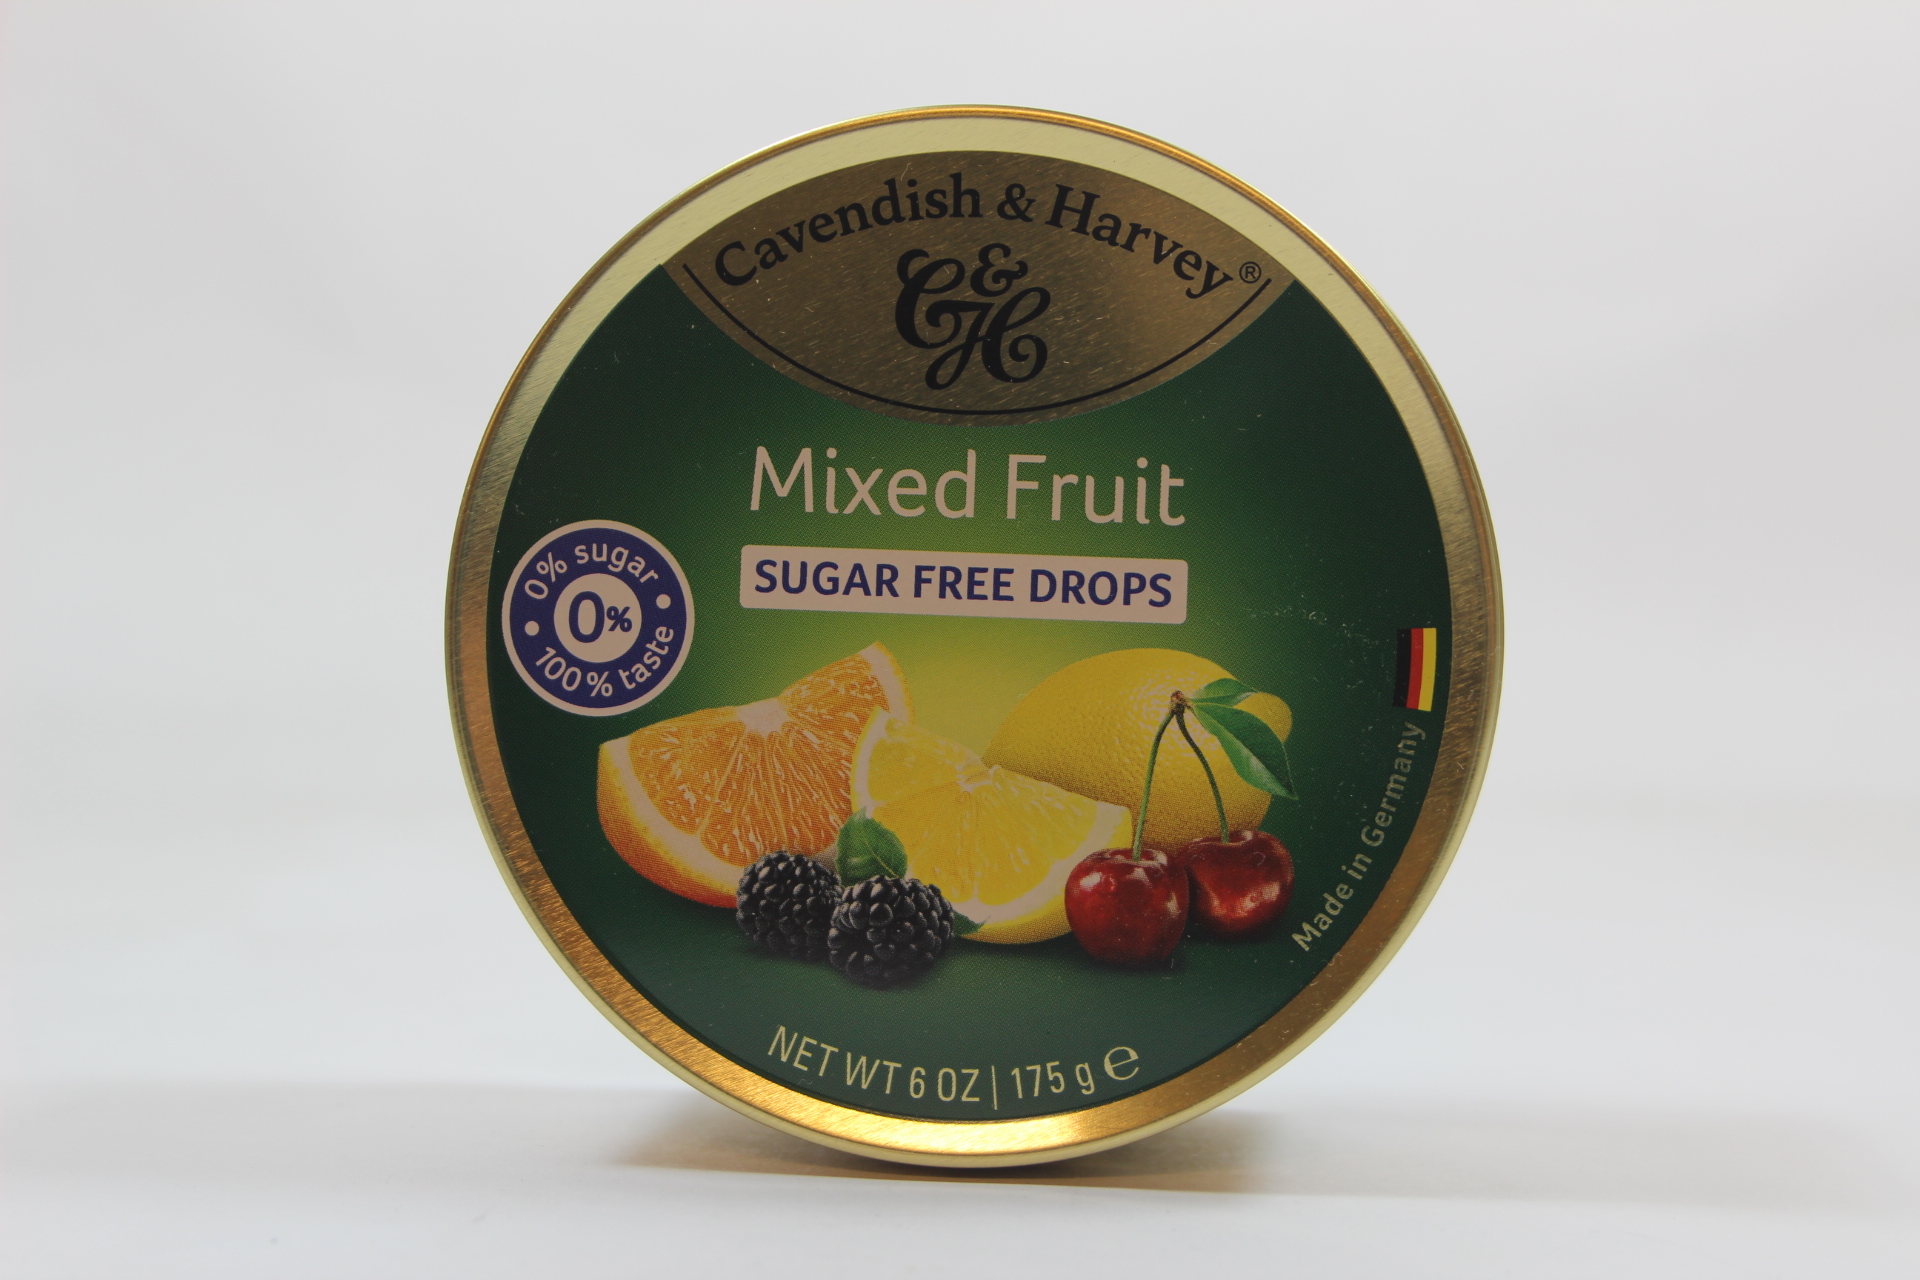 Cavendish & Harvey®
C&H
Mixed Fruit
SUGAR FREE DROPS
0% sugar
0%
100% taste
Made in Germany
NET WT 6 OZ | 175 g ℮